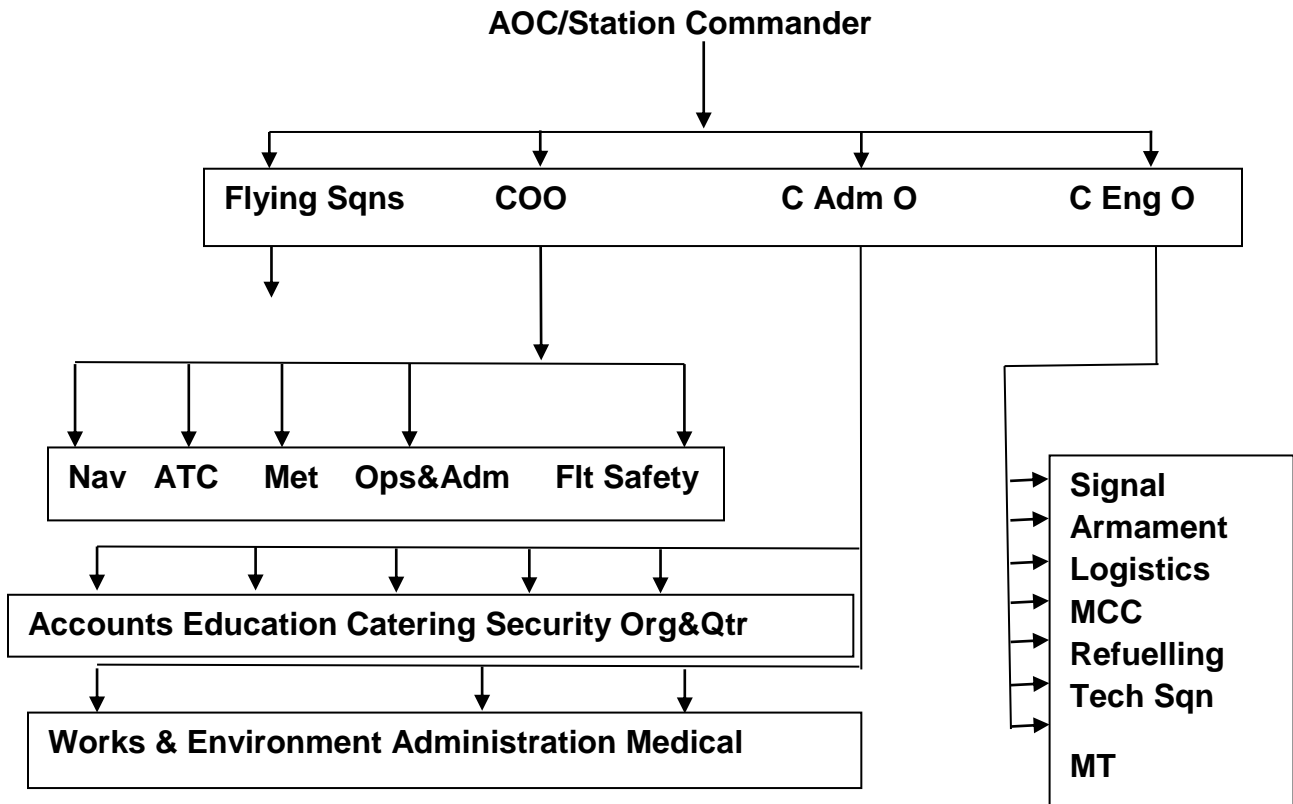 AOC/Station Commander
Flying Sqns COO C Adm O C Eng O
Nav ATC Met Ops&Adm Flt Safety
Signal
Armament
Logistics
MCC
Refuelling
Tech Sqn
MT
Accounts Education Catering Security Org&Qtr
Works & Environment Administration Medical